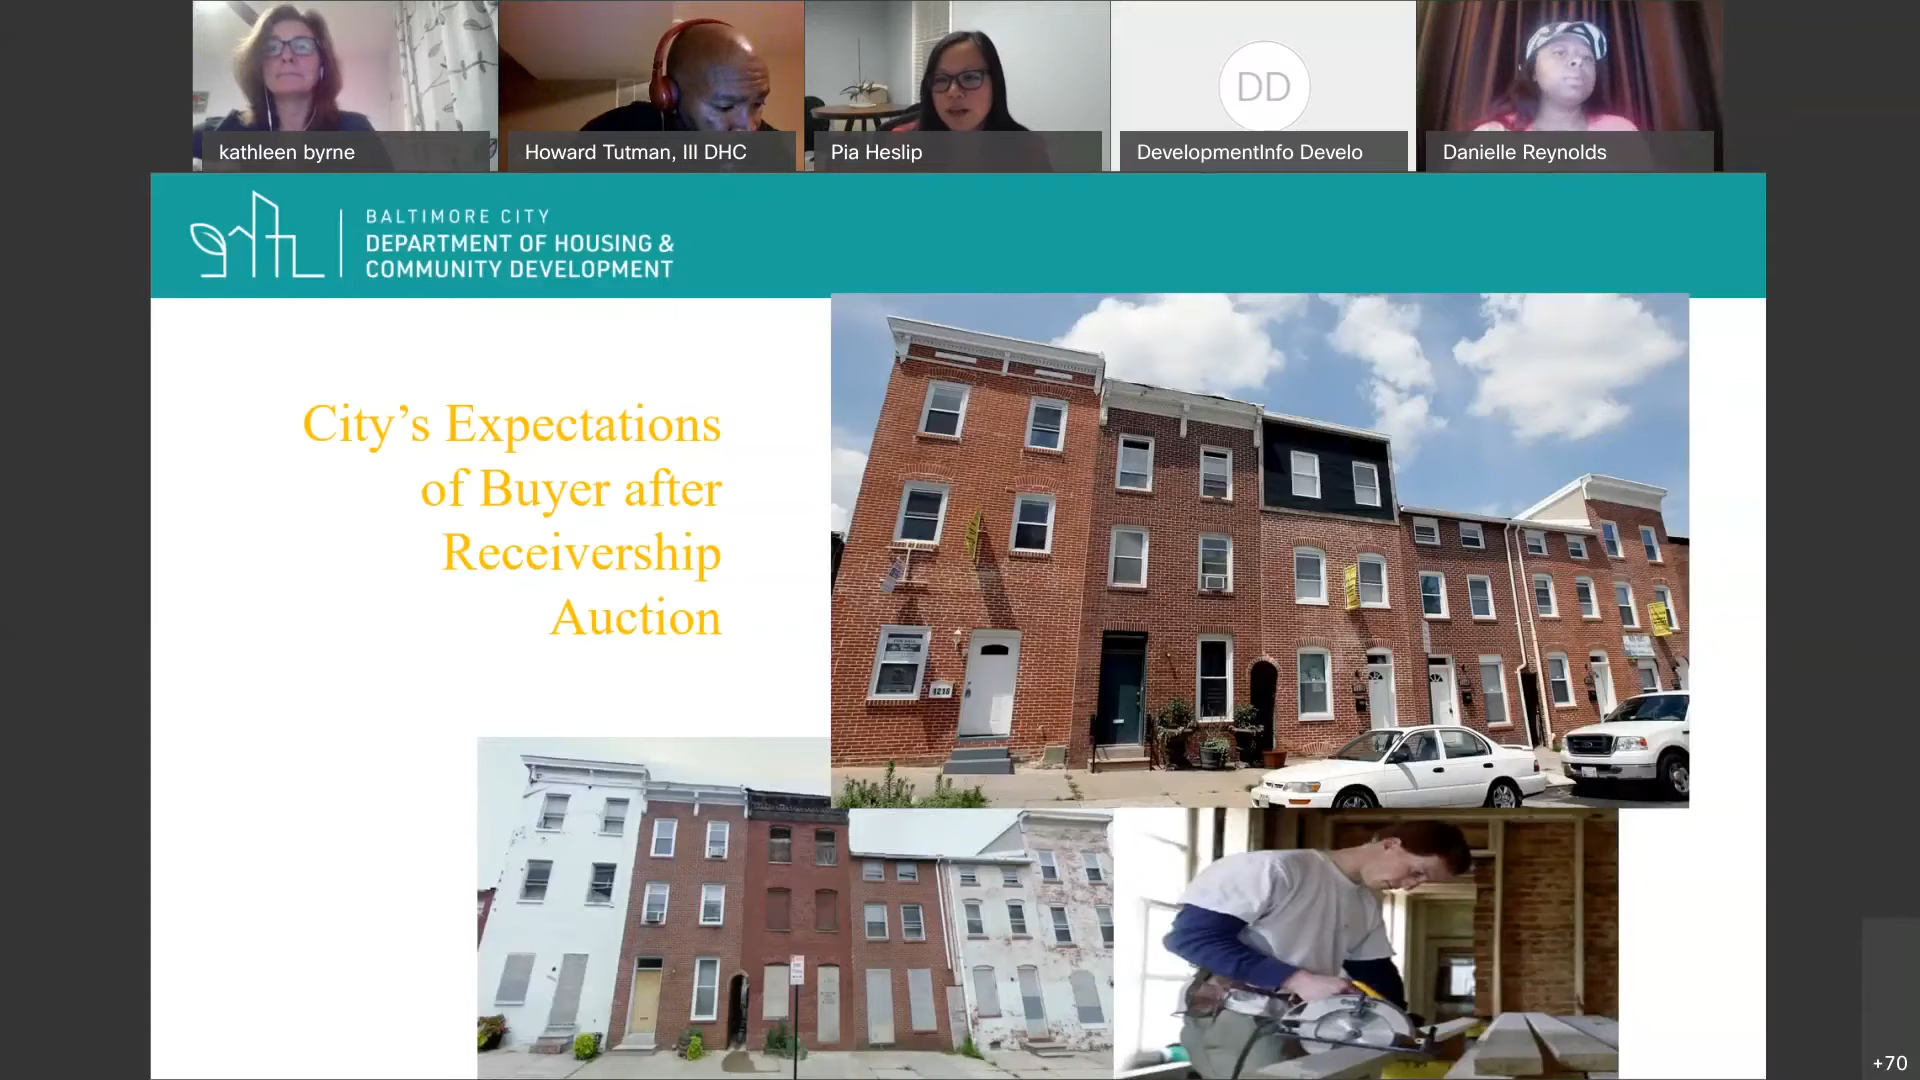 kathleen byrne
Howard Tutman, III DHC
Pia Heslip
DD
DevelopmentInfo Develo
Danielle Reynolds
BALTIMORE CITY
DEPARTMENT OF HOUSING &
COMMUNITY DEVELOPMENT
City’s Expectations
of Buyer after
Receivership
Auction
1215
+70